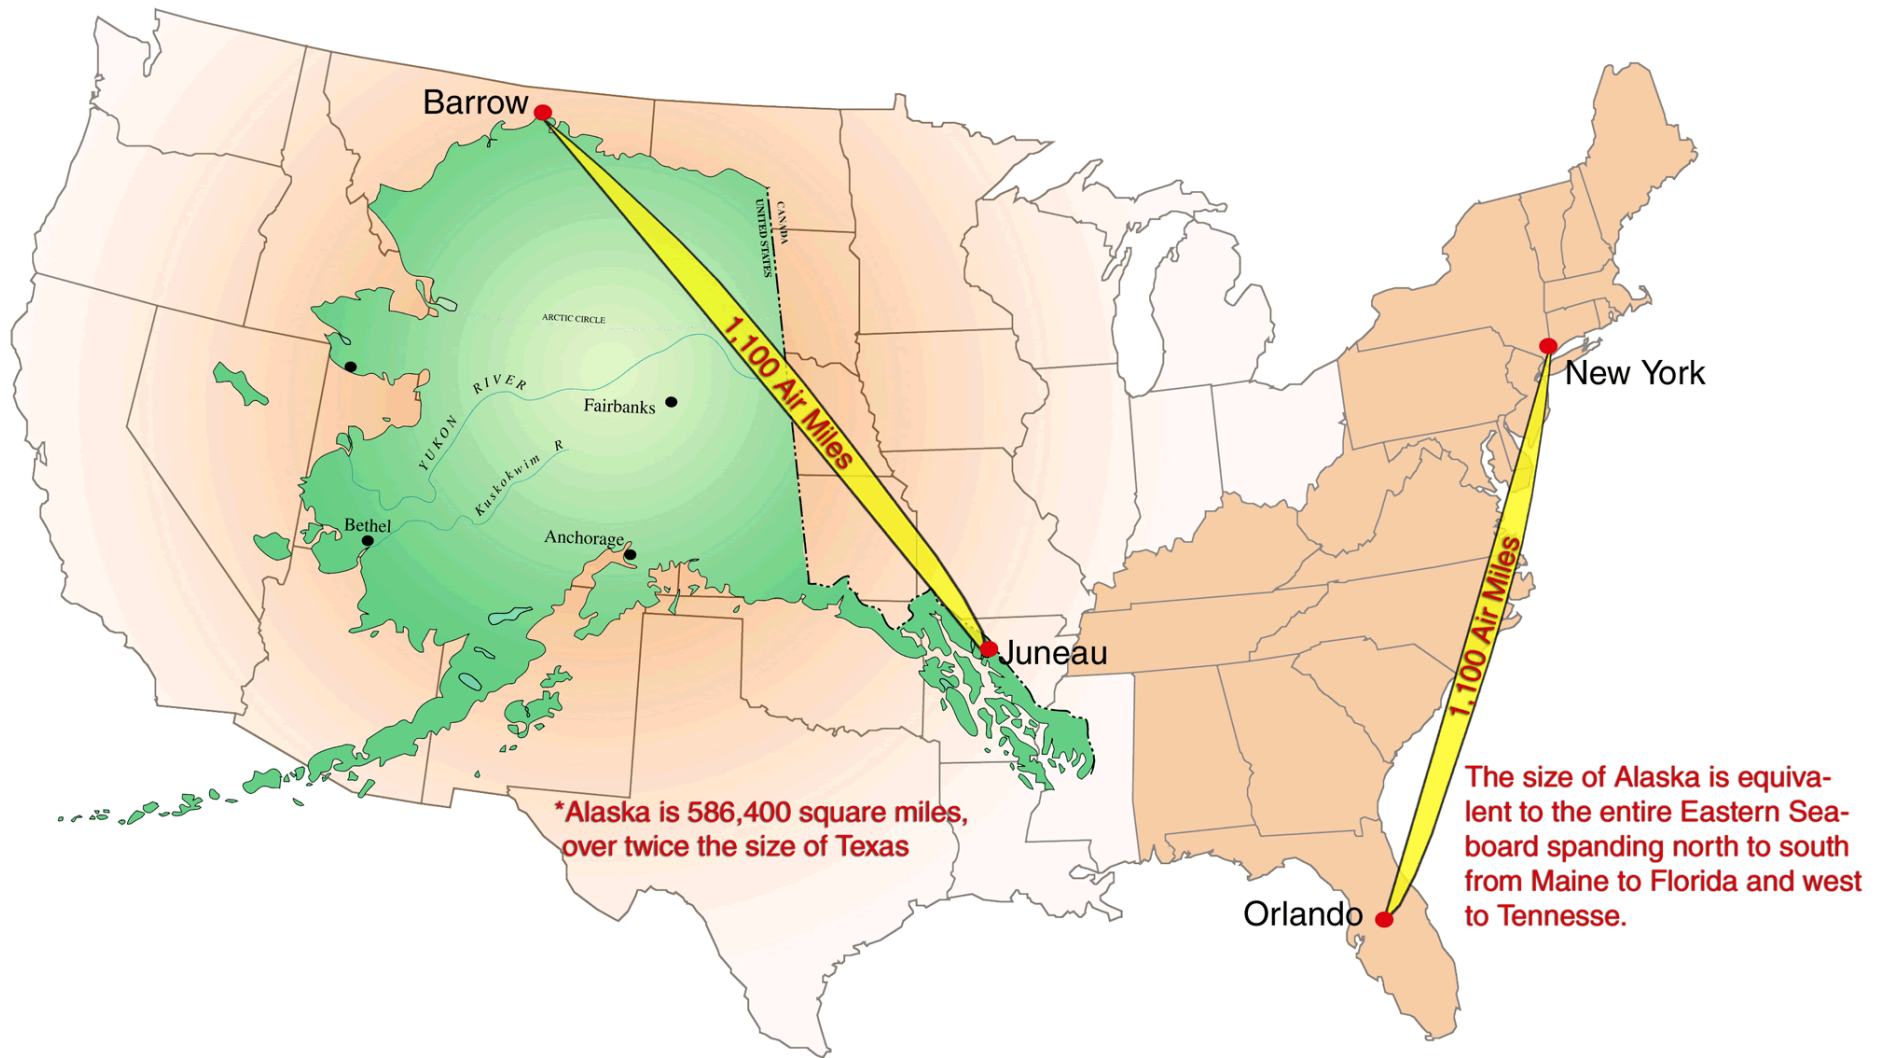 Barrow
CANADA
UNITED STATES
ARCTIC CIRCLE
1,100 Air Miles
YUKON RIVER
Fairbanks
Kuskokwim R
Bethel
Anchorage
Juneau
New York
1,100 Air Miles
Orlando
*Alaska is 586,400 square miles,
over twice the size of Texas
The size of Alaska is equiva-
lent to the entire Eastern Sea-
board spanding north to south
from Maine to Florida and west
to Tennesse.